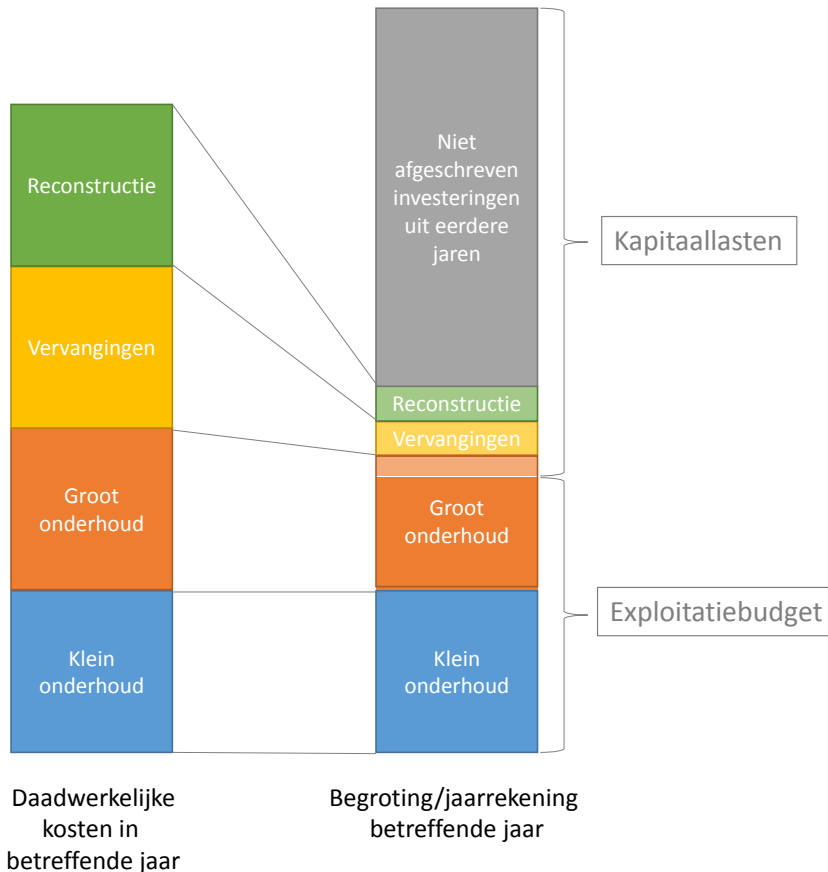 Reconstructie
Vervangingen
Groot
onderhoud
Klein
onderhoud
Daadwerkelijke
kosten in
betreffende jaar
Niet
afgeschreven
investeringen
uit eerdere
jaren
Reconstructie
Vervangingen
Groot
onderhoud
Klein
onderhoud
Begroting/jaarrekening
betreffende jaar
Kapitaallasten
Exploitatiebudget